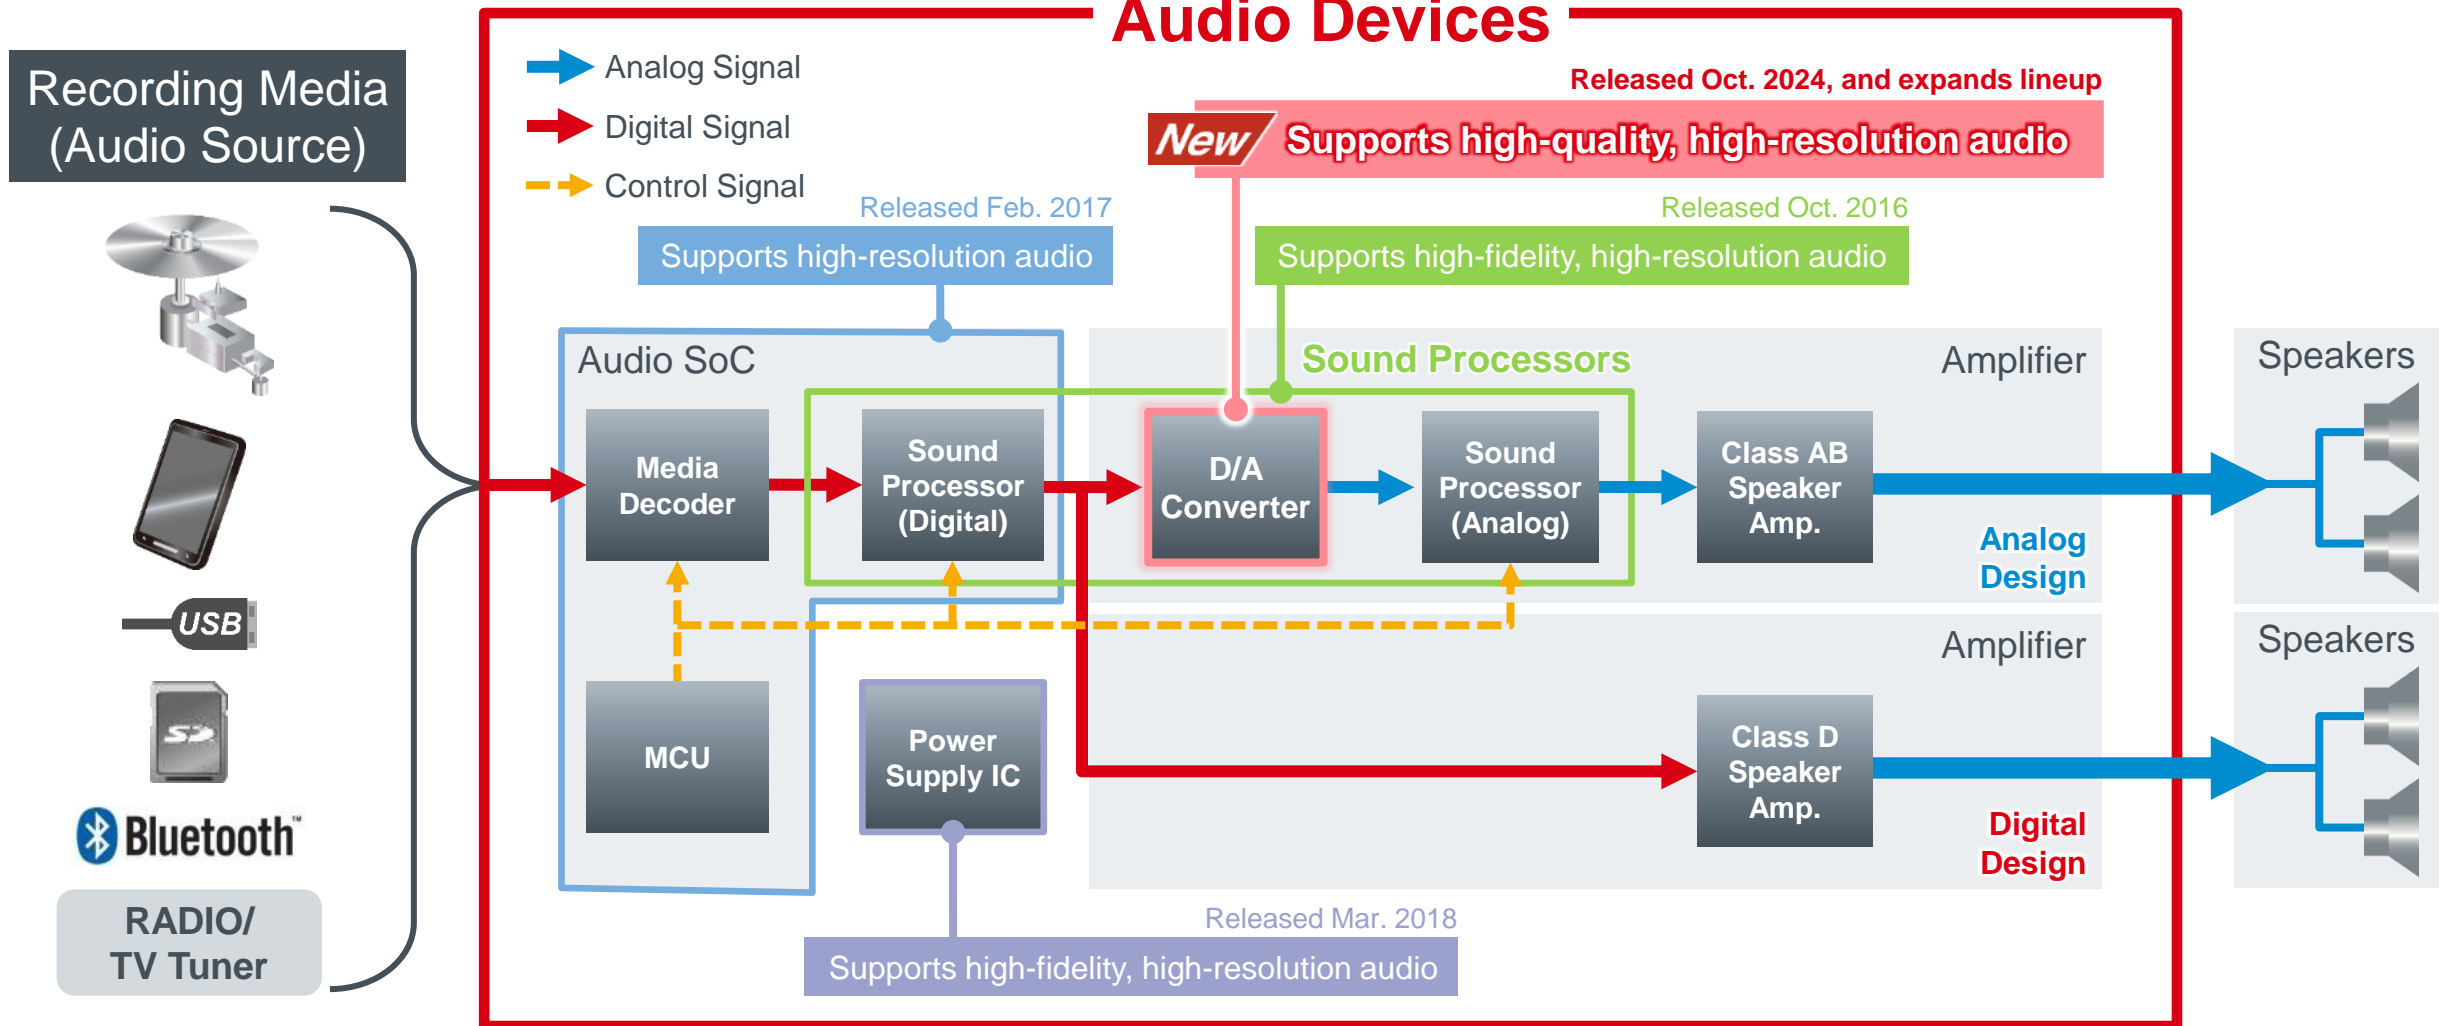 Audio Devices
Recording Media
(Audio Source)
Analog Signal
Digital Signal
Control Signal
Released Oct. 2024, and expands lineup
New
Supports high-quality, high-resolution audio
Released Feb. 2017
Supports high-resolution audio
Released Oct. 2016
Supports high-fidelity, high-resolution audio
Audio SoC
Sound Processors
Amplifier
Speakers
Media
Decoder
Sound
Processor
(Digital)
D/A
Converter
Sound
Processor
(Analog)
Class AB
Speaker
Amp.
Analog
Design
USB
SD
Bluetooth™
RADIO/
TV Tuner
MCU
Power
Supply IC
Amplifier
Speakers
Class D
Speaker
Amp.
Digital
Design
Released Mar. 2018
Supports high-fidelity, high-resolution audio